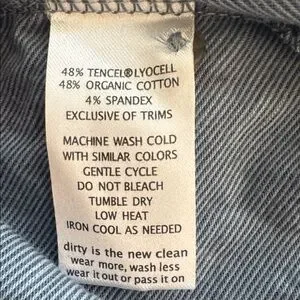 48% TENCEL®LYOCELL
48% ORGANIC COTTON
4% SPANDEX
EXCLUSIVE OF TRIMS
MACHINE WASH COLD
WITH SIMILAR COLORS
GENTLE CYCLE
DO NOT BLEACH
TUMBLE DRY
LOW HEAT
IRON COOL AS NEEDED
dirty is the new clean
wear more, wash less
wear it out or pass it on